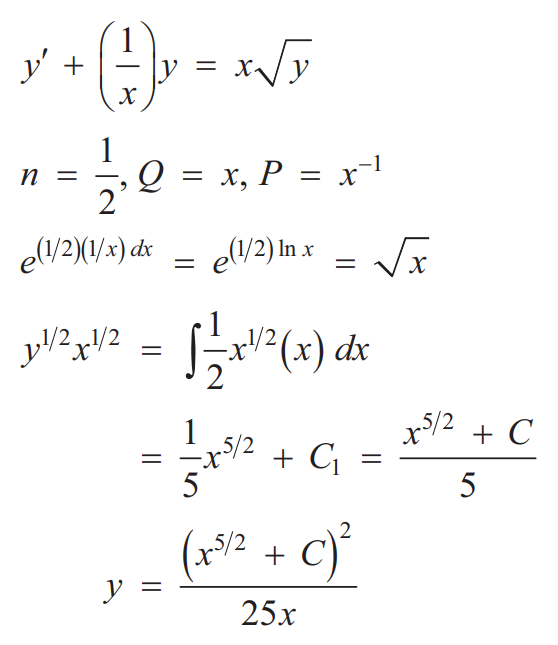 y′ + (1/x)y = x√y
n = 1/2, Q = x, P = x⁻¹
e^(1/2)(1/x) dx = e^(1/2) ln x = √x
y^1/2 x^1/2 = ∫ 1/2 x^1/2 (x) dx
= 1/5 x^5/2 + C₁ = (x^5/2 + C)/5
y = (x^5/2 + C)²/25x